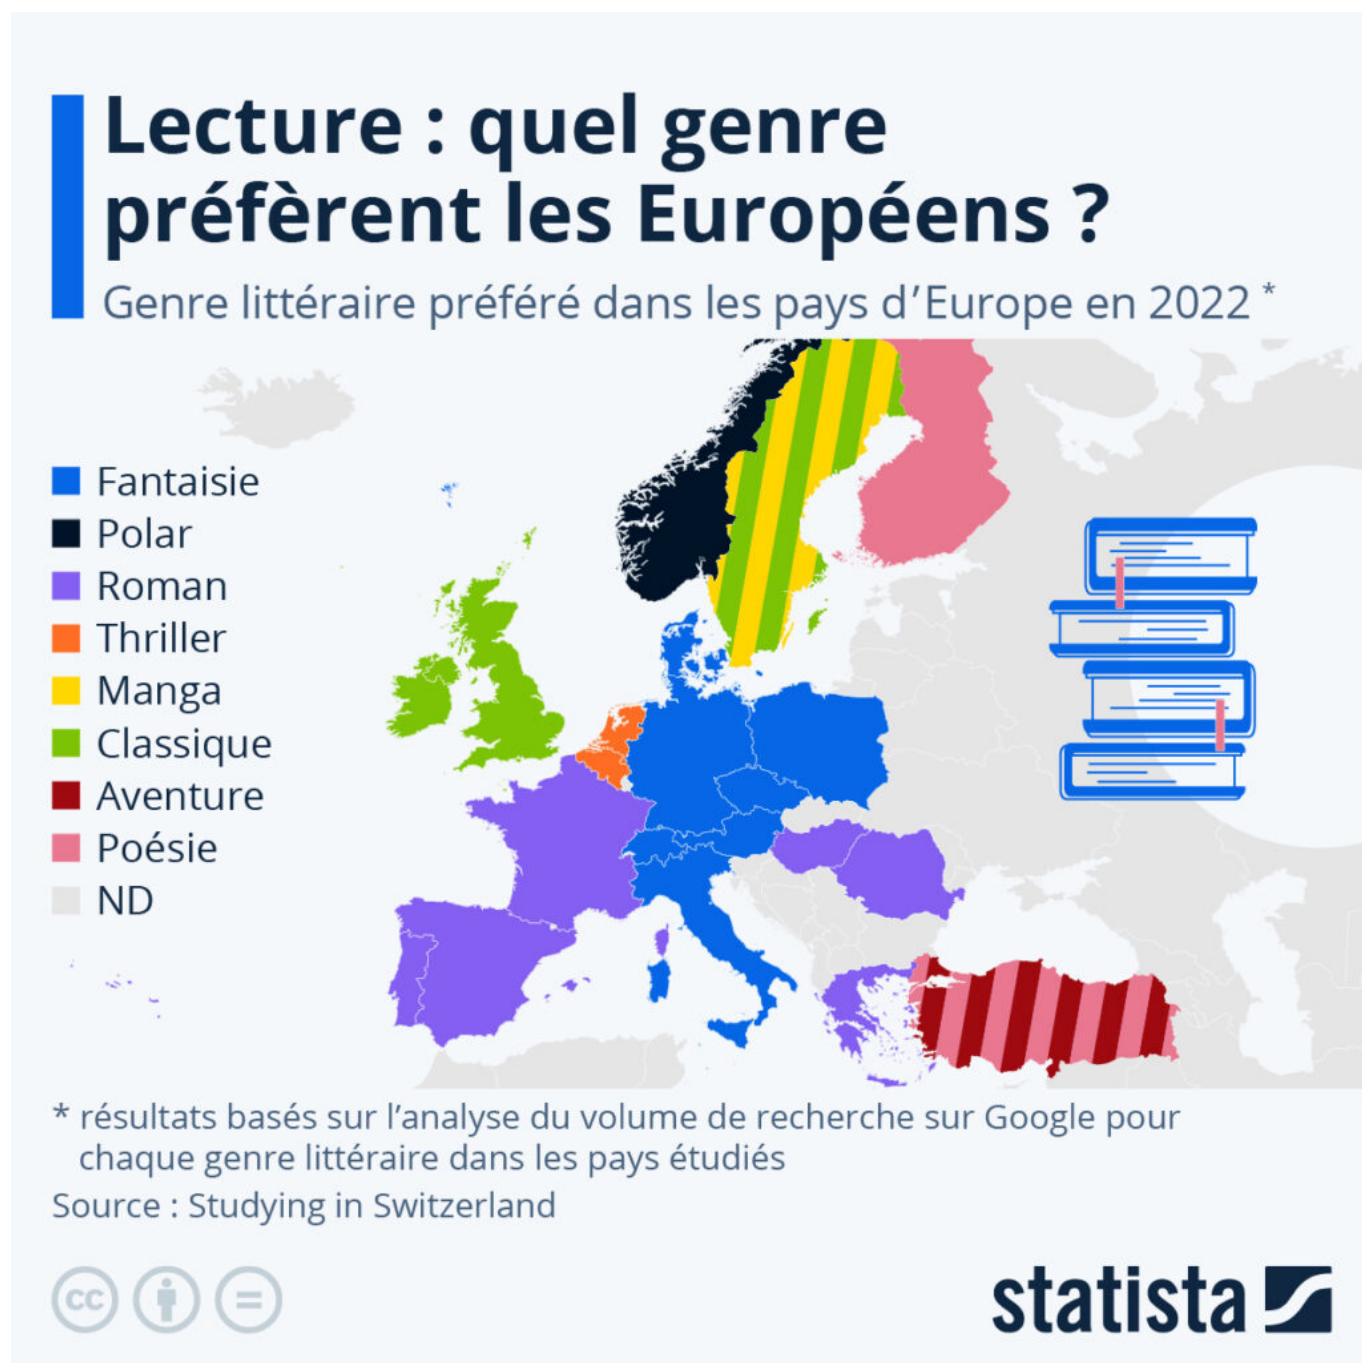 Lecture : quel genre
préfèrent les Européens ?
Genre littéraire préféré dans les pays d’Europe en 2022 *
Fantaisie
Polar
Roman
Thriller
Manga
Classique
Aventure
Poésie
ND
* résultats basés sur l’analyse du volume de recherche sur Google pour
chaque genre littéraire dans les pays étudiés
Source : Studying in Switzerland
cc
statista